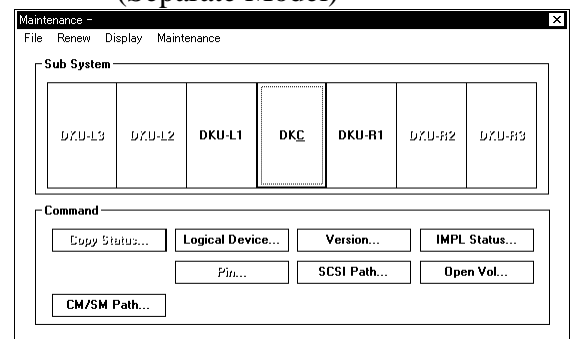 (Separate Model)
Maintenance -
File Renew Display Maintenance
Sub System
DKU-L3 DKU-L2 DKU-L1 DKC DKU-R1 DKU-R2 DKU-R3
Command
Copy Status... Logical Device... Version... IMPL Status...
Pin... SCSI Path... Open Vol...
CM/SM Path...